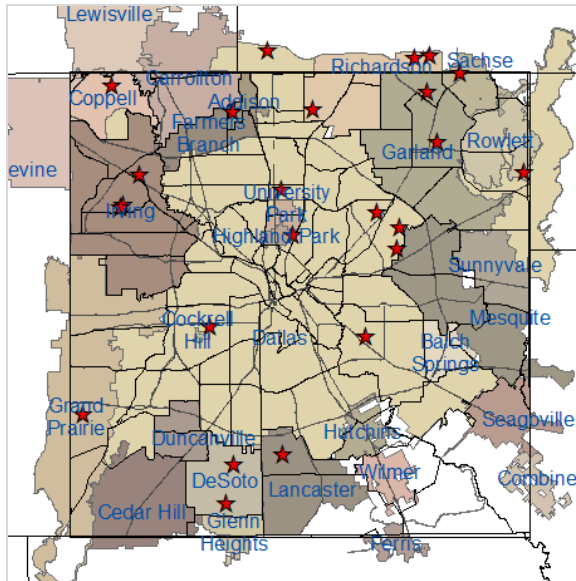 Lewisville
Carrollton
Richardson
Sachse
Coppell
Addison
Farmers
Branch
Garland
Rowlett
evine
Irving
University
Park
Highland Park
Sunnyvale
Cockrell
Hill
Dallas
Mesquite
Balch
Springs
Grand
Prairie
Seagoville
Duncanville
Hutchins
DeSoto
Wilmer
Lancaster
Combine
Cedar Hill
Glenn
Heights
Ferris